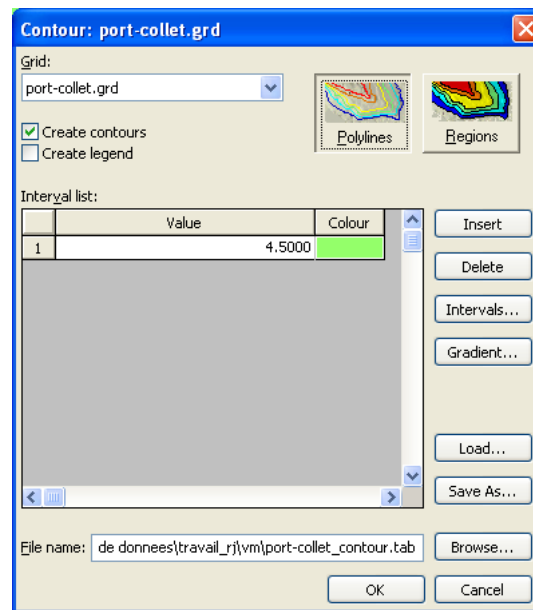 Contour: port-collet.grd
Grid:
port-collet.grd
Create contours
Create legend
Polylines
Regions
Interval list:
Value Colour
1 4.5000
Insert
Delete
Intervals...
Gradient...
Load...
Save As...
File name: de donnees\travail_rj\vm\port-collet_contour.tab Browse...
OK Cancel